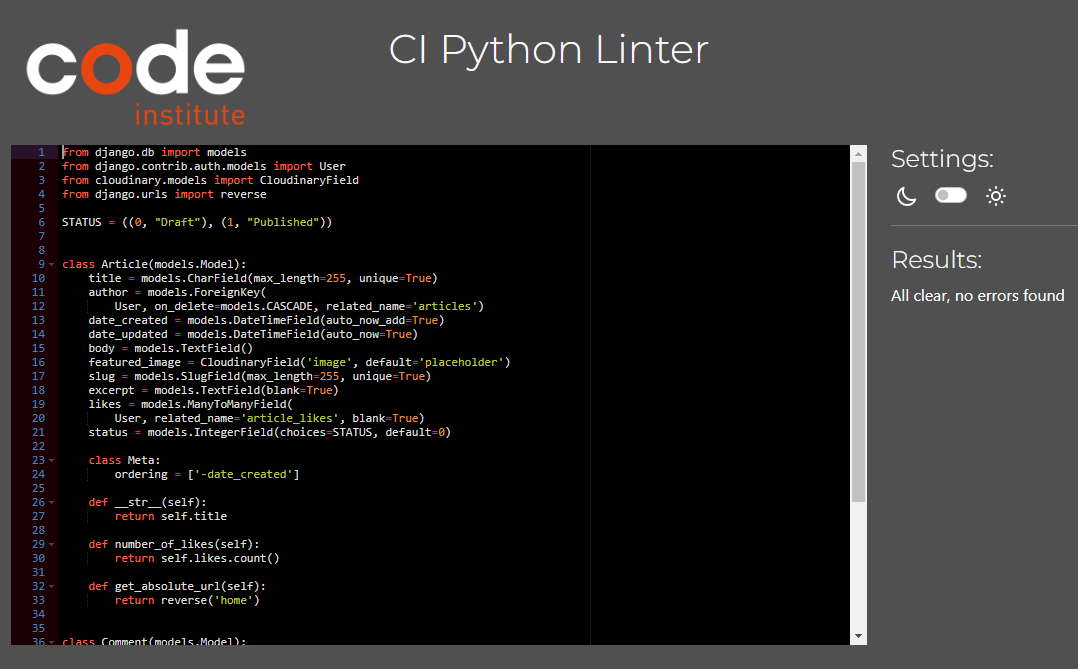 code
institute
CI Python Linter
1 from django.db import models
2 from django.contrib.auth.models import User
3 from cloudinary.models import CloudinaryField
4 from django.urls import reverse
5
6 STATUS = ((0, "Draft"), (1, "Published"))
7
8
9 class Article(models.Model):
10     title = models.CharField(max_length=255, unique=True)
11     author = models.ForeignKey(
12         User, on_delete=models.CASCADE, related_name='articles')
13     date_created = models.DateTimeField(auto_now_add=True)
14     date_updated = models.DateTimeField(auto_now=True)
15     body = models.TextField()
16     featured_image = CloudinaryField('image', default='placeholder')
17     slug = models.SlugField(max_length=255, unique=True)
18     excerpt = models.TextField(blank=True)
19     likes = models.ManyToManyField(
20         User, related_name='article_likes', blank=True)
21     status = models.IntegerField(choices=STATUS, default=0)
22
23     class Meta:
24         ordering = ['-date_created']
25
26     def __str__(self):
27         return self.title
28
29     def number_of_likes(self):
30         return self.likes.count()
31
32     def get_absolute_url(self):
33         return reverse('home')
34
35
36 class Comment(models.Model):
Settings:
Results:
All clear, no errors found